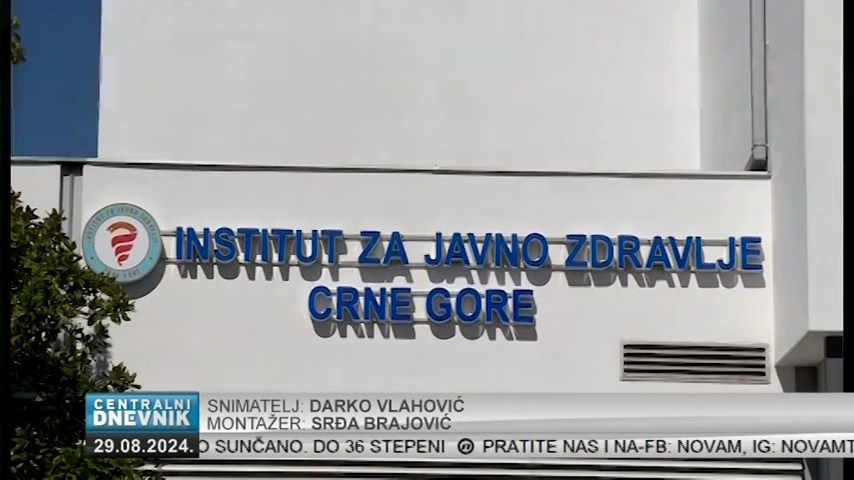 INSTITUT ZA JAVNO ZDRAVLJE
CRNE GORE
CENTRALNI
DNEVNIK
SNIMATELJ: DARKO VLAHOVIĆ
MONTAŽER: SRĐA BRAJOVIĆ
29.08.2024.
O SUNČANO. DO 36 STEPENI PRATITE NAS I NA-FB: NOVAM, IG: NOVAMT